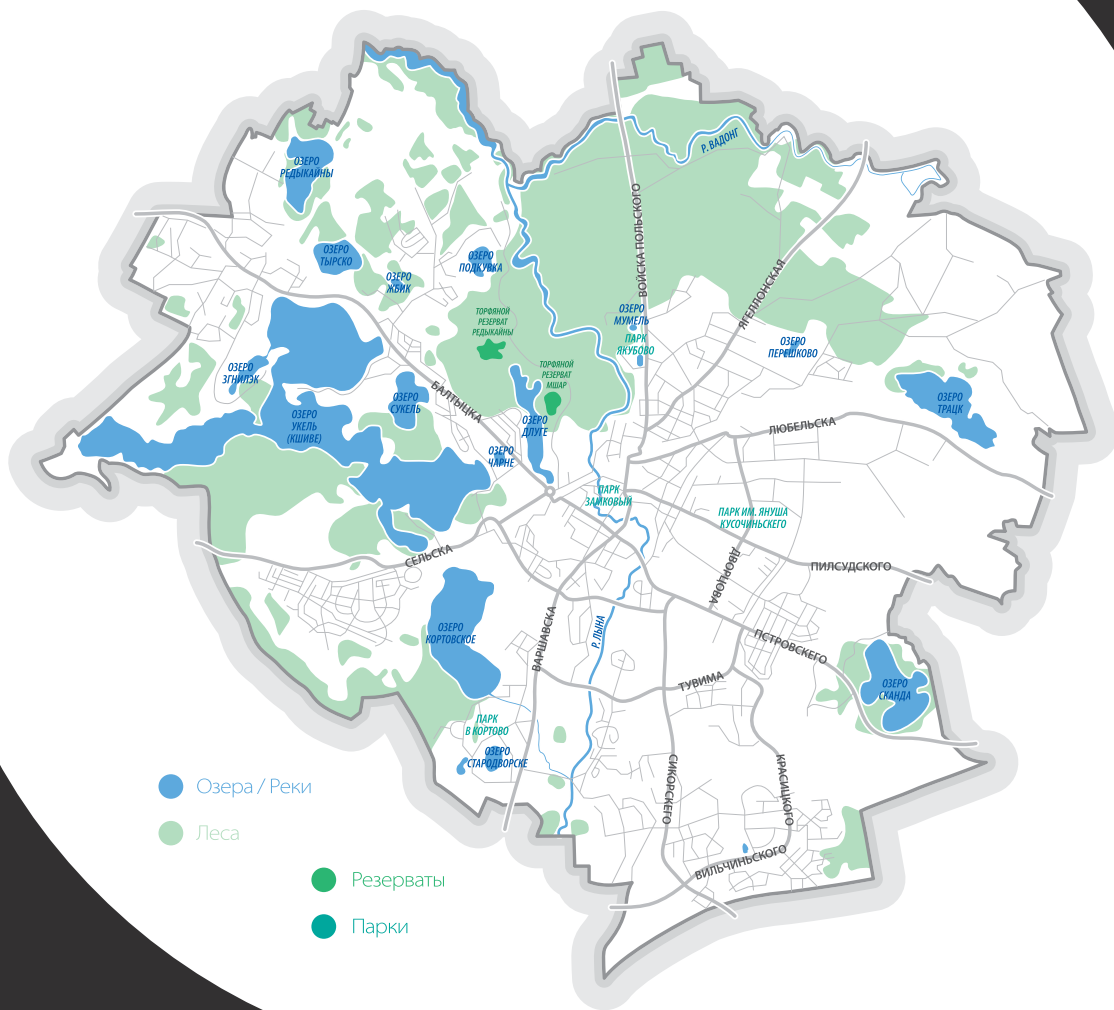 Р. ВАДОНГ
ОЗЕРО
РЕДЫКАЙНЫ
ОЗЕРО
ТЫРСКО
ОЗЕРО
ЖБИК
ОЗЕРО
ПОДКУВКА
ВОЙСКА ПОЛЬСКОГО
ЯГЕЛЛОНСКАЯ
ТОРФЯНОЙ
РЕЗЕРВАТ
РЕДЫКАЙНЫ
ОЗЕРО
МУМЕЛЬ
ПАРК
ЯКУБОВО
ОЗЕРО
ПЕРЕШКОВО
ОЗЕРО
ЗГНИЛЭК
ТОРФЯНОЙ
РЕЗЕРВАТ
МШАР
БАЛТЫЦКА
ОЗЕРО
СУКЕЛЬ
ОЗЕРО
ТРАЦК
ОЗЕРО
УКЕЛЬ
(КШИВЕ)
ОЗЕРО
ДЛУГЕ
ЛЮБЕЛЬСКА
ОЗЕРО
ЧАРНЕ
ПАРК
ЗАМКОВЫЙ
ПАРК ИМ. ЯНУША
КУСОЧИНЬСКЕГО
СЕЛЬСКА
ДВОРЦОВА
ПИЛСУДСКОГО
ОЗЕРО
КОРТОВСКОЕ
ВАРШАВСКА
Р. ЛЫНА
ПСТРОВСКЕГО
ТУВИМА
ОЗЕРО
СКАНДА
ПАРК
В КОРТОВО
ОЗЕРО
СТАРОДВОРСКЕ
СИКОРСКЕГО
КРАСИЦКОГО
ВИЛЬЧИНЬСКОГО
Озера / Реки
Леса
Резерваты
Парки